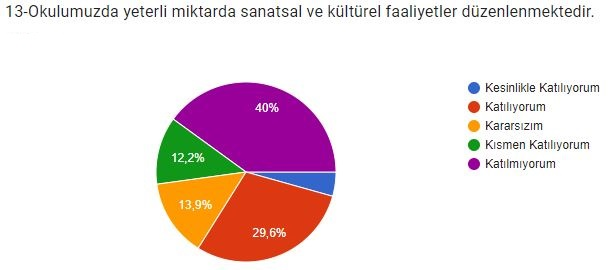 13-Okulumuzda yeterli miktarda sanatsal ve kültürel faaliyetler düzenlenmektedir.
Kesinlikle Katılıyorum
Katılıyorum
Kararsızım
Kısmen Katılıyorum
Katılmıyorum
40%
12,2%
13,9%
29,6%